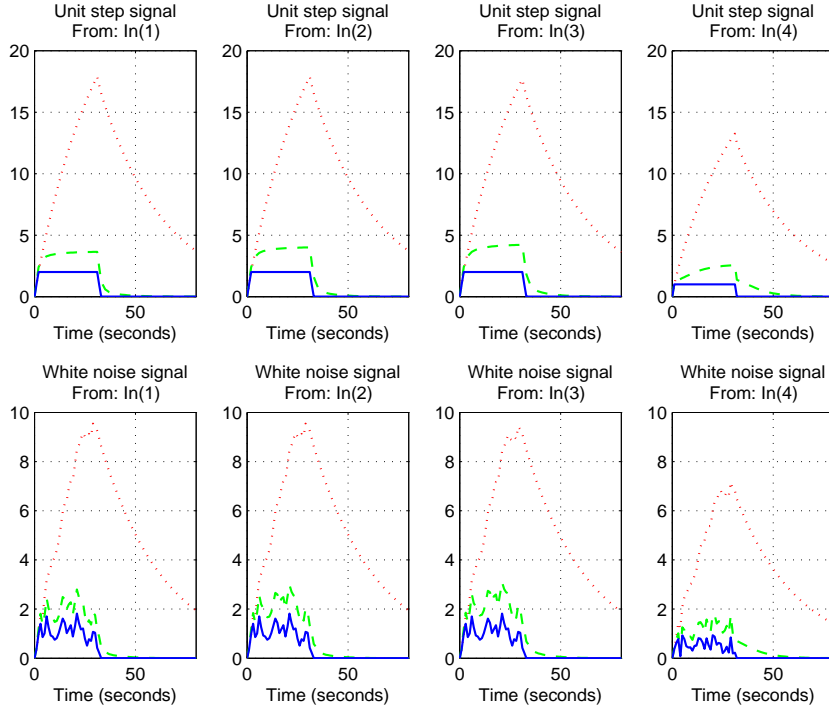 Unit step signal
From: In(1)
Unit step signal
From: In(2)
Unit step signal
From: In(3)
Unit step signal
From: In(4)
20
15
10
5
0
0 50
Time (seconds)
20
15
10
5
0
0 50
Time (seconds)
20
15
10
5
0
0 50
Time (seconds)
20
15
10
5
0
0 50
Time (seconds)
White noise signal
From: In(1)
White noise signal
From: In(2)
White noise signal
From: In(3)
White noise signal
From: In(4)
10
8
6
4
2
0
0 50
Time (seconds)
10
8
6
4
2
0
0 50
Time (seconds)
10
8
6
4
2
0
0 50
Time (seconds)
10
8
6
4
2
0
0 50
Time (seconds)